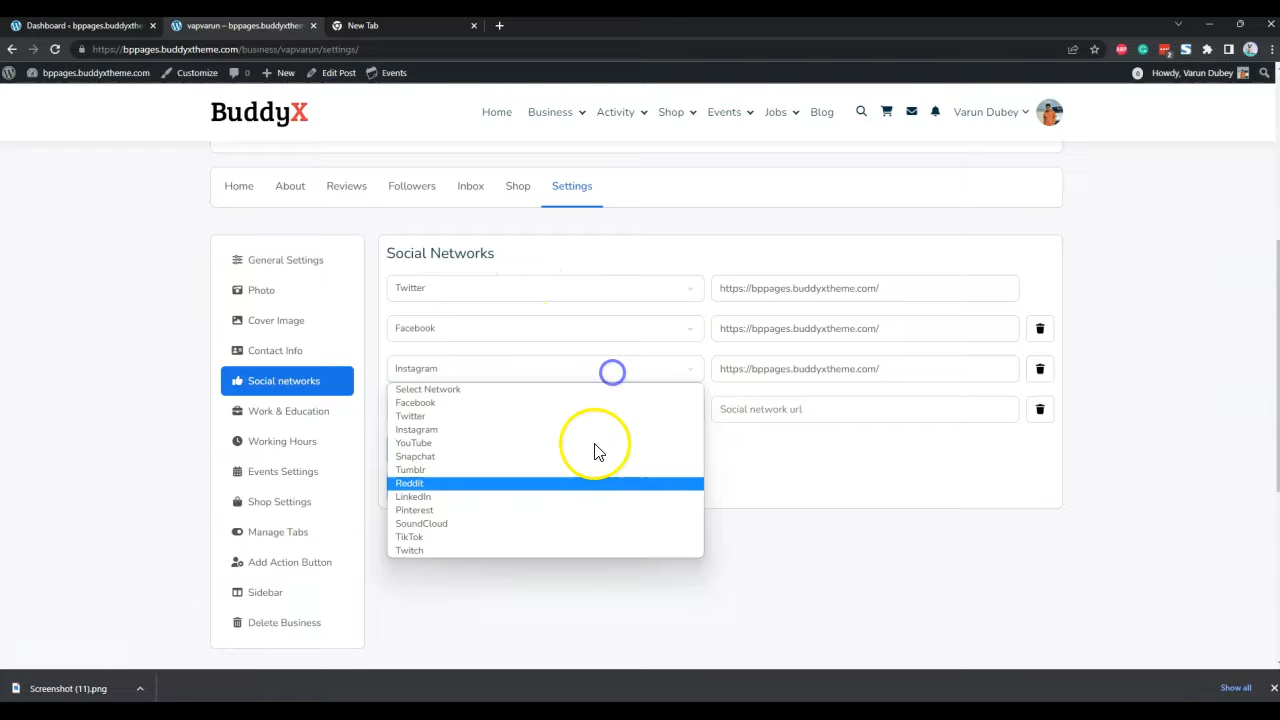 Dashboard ‹ bppages.buddyxthe
vapvarun – bppages.buddyxthem
New Tab
https://bppages.buddyxtheme.com/business/vapvarun/settings/
bppages.buddyxtheme.com
Customize
0
New
Edit Post
Events
0
Howdy, Varun Dubey
BuddyX
Home
Business
Activity
Shop
Events
Jobs
Blog
Varun Dubey
Home
About
Reviews
Followers
Inbox
Shop
Settings
General Settings
Photo
Cover Image
Contact Info
Social networks
Work & Education
Working Hours
Events Settings
Shop Settings
Manage Tabs
Add Action Button
Sidebar
Delete Business
Social Networks
Twitter
https://bppages.buddyxtheme.com/
Facebook
https://bppages.buddyxtheme.com/
Instagram
https://bppages.buddyxtheme.com/
Social network url
Select Network
Facebook
Twitter
Instagram
YouTube
Snapchat
Tumblr
Reddit
LinkedIn
Pinterest
SoundCloud
TikTok
Twitch
Screenshot (11).png
Show all